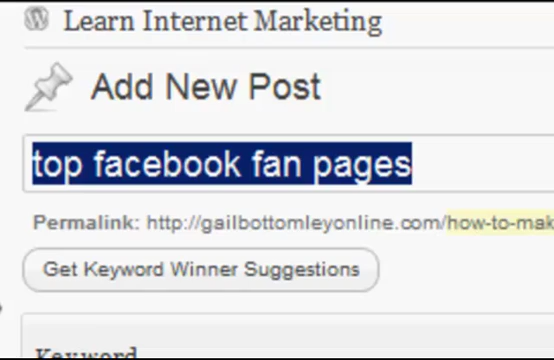 Learn Internet Marketing
Add New Post
top facebook fan pages
Permalink: http://gailbottomleyonline.com/how-to-mak
Get Keyword Winner Suggestions
Keyword